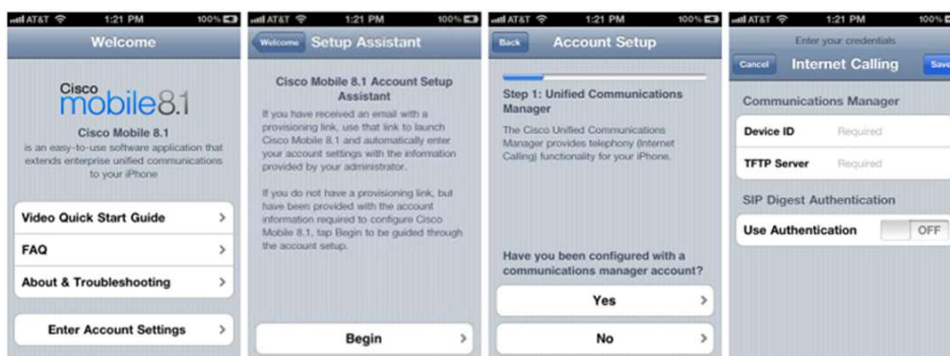 AT&T 1:21 PM 100%
Welcome
Cisco
mobile8.1
Cisco Mobile 8.1
is an easy-to-use software application that
extends enterprise unified communications
to your iPhone
Video Quick Start Guide
FAQ
About & Troubleshooting
Enter Account Settings
AT&T 1:21 PM 100%
Welcome Setup Assistant
Cisco Mobile 8.1 Account Setup
Assistant
If you have received an email with a
provisioning link, use that link to launch
Cisco Mobile 8.1 and automatically enter
your account settings with the information
provided by your administrator.
If you do not have a provisioning link, but
have been provided with the account
information required to configure Cisco
Mobile 8.1, tap Begin to be guided through
the account setup.
Begin
AT&T 1:21 PM 100%
Back Account Setup
Step 1: Unified Communications
Manager
The Cisco Unified Communications
Manager provides telephony (Internet
Calling) functionality for your iPhone.
Have you been configured with a
communications manager account?
Yes
No
AT&T 1:21 PM 100%
Enter your credentials
Cancel Internet Calling Save
Communications Manager
Device ID Required
TFTP Server Required
SIP Digest Authentication
Use Authentication OFF